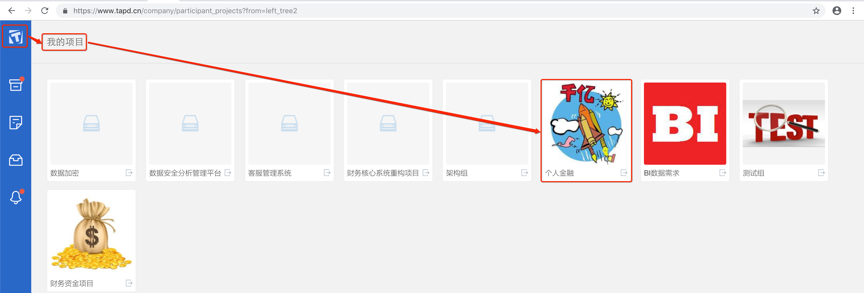 https://www.tapd.cn/company/participant_projects?from=left_tree2
我的项目
千亿
BI
TEST
数据加密
数据安全分析管理平台
客服管理系统
财务核心系统重构项目
架构组
个人金融
BI数据需求
测试组
$
财务资金项目